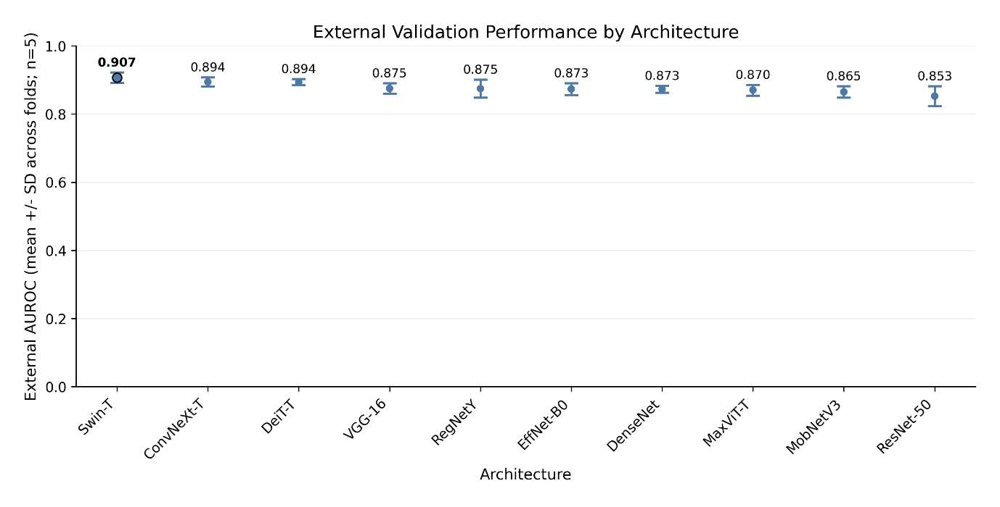 External Validation Performance by Architecture
External AUROC (mean +/- SD across folds; n=5)
1.0
0.8
0.6
0.4
0.2
0.0
0.907
0.894
0.894
0.875
0.875
0.873
0.873
0.870
0.865
0.853
Swin-T
ConvNeXt-T
DeiT-T
VGG-16
RegNetY
EffNet-B0
DenseNet
MaxViT-T
MobNetV3
ResNet-50
Architecture